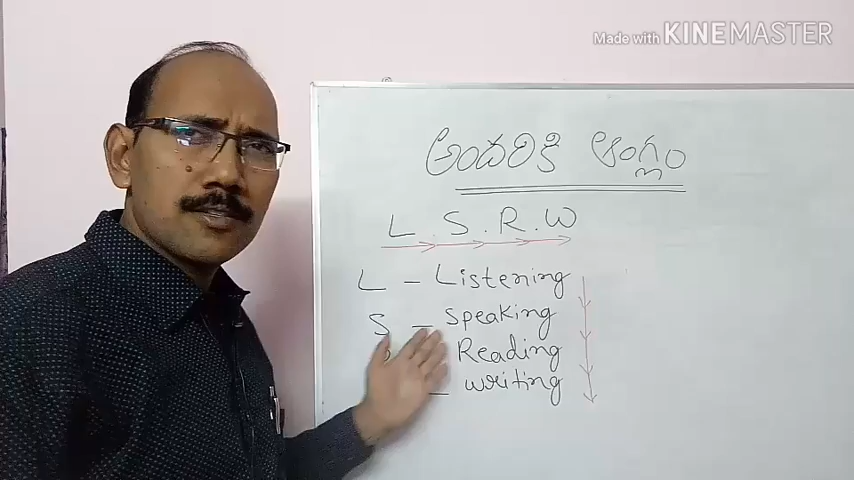 Made with KINEMASTER
అందరికి ఆంగ్లం
L. S. R. W
L - Listening
S - Speaking
Reading
_ writing